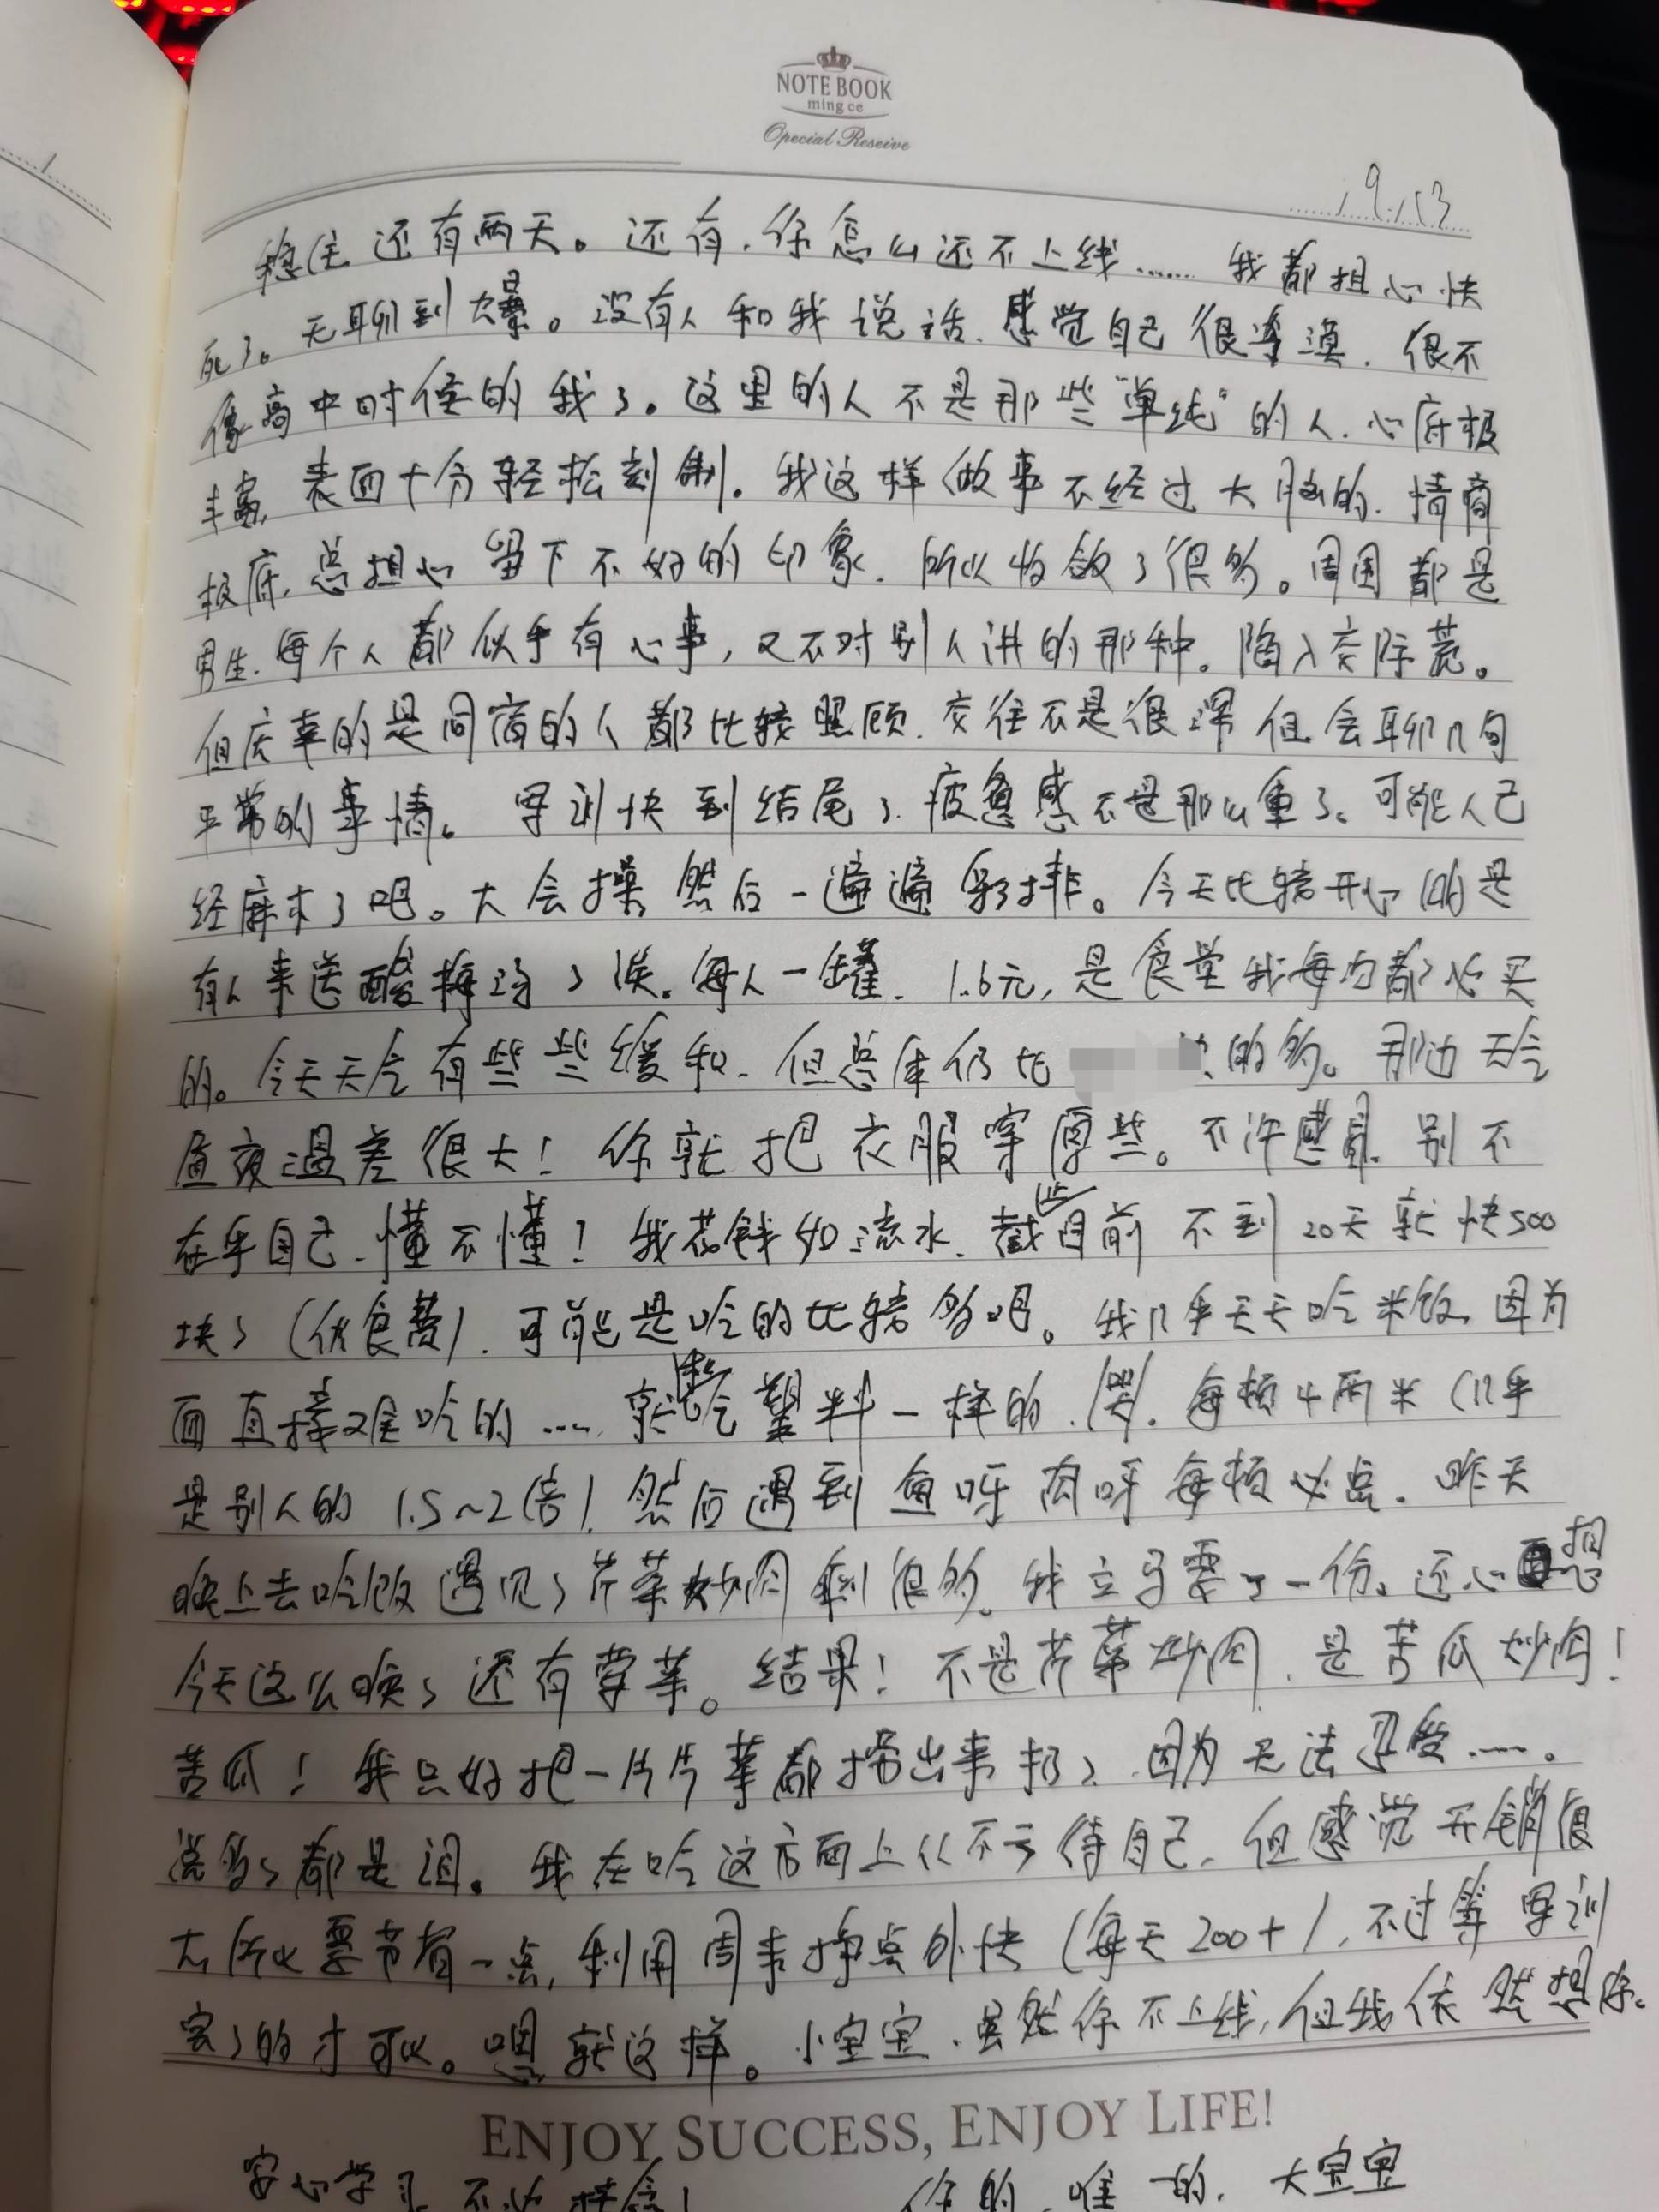 NOTE BOOK
ming ce
Special Reseive
19.13
稳住 还有两天。还有,你怎么还不上线…… 我都担心快
死了。无聊到爆。没有人和我说话,感觉自己很冷漠,很不
像高中时候的我了。这里的人不是那些"单纯"的人,心底极
丰富,表面十分轻松刻制。我这样做事不经过大脑的,情商
极底,总担心留下不好的印象,所以收敛了很多。周围都是
男生,每个人都似乎有心事,又不对别人讲的那种。陷入交际荒。
但庆幸的是同宿的人都比较照顾,交往不是很深 但会聊几句
平常的事情。军训快到结尾了,疲惫感不是那么重了。可能人已
经麻木了吧。大会操 然后一遍遍彩排。今天比较开心的是
有人来送酸梅汤了诶。每人一罐,1.6元,是食堂我每勺都必买
的。今天天气有些些缓和,但总体仍比 的多。那边天气
昼夜温差很大!你就把衣服穿厚些。不许感冒,别不
在乎自己,懂不懂!我花钱如流水,截止目前 不到20天就快500
块了(伙食费),可能是吃的比较多吧。我几乎天天吃米饭,因为
面直接难吃的……就整个塑料一样的,(哭)。每顿4两米(几乎
是别人的1.5~2倍),然后遇到鱼呀肉呀每顿必点。昨天
晚上去吃饭遇见了芹菜炒肉剩很多。我立马要了一份。还心想
今天这么晚了还有荤菜。结果!不是芹菜炒肉,是苦瓜炒肉!
苦瓜!我只好把一片片菜都捞出来扔了,因为无法忍受……。
说多了都是泪。我在吃这方面上从不亏待自己,但感觉开销很
大 所以要节省一点,利用周末挣点外快(每天200+),不过等军训
完了的才可以。嗯 就这样。小宝宝,虽然你不上线,但我依然想你。
ENJOY SUCCESS, ENJOY LIFE!
安心学习 不必挂念! 你的 唯一的,大宝宝